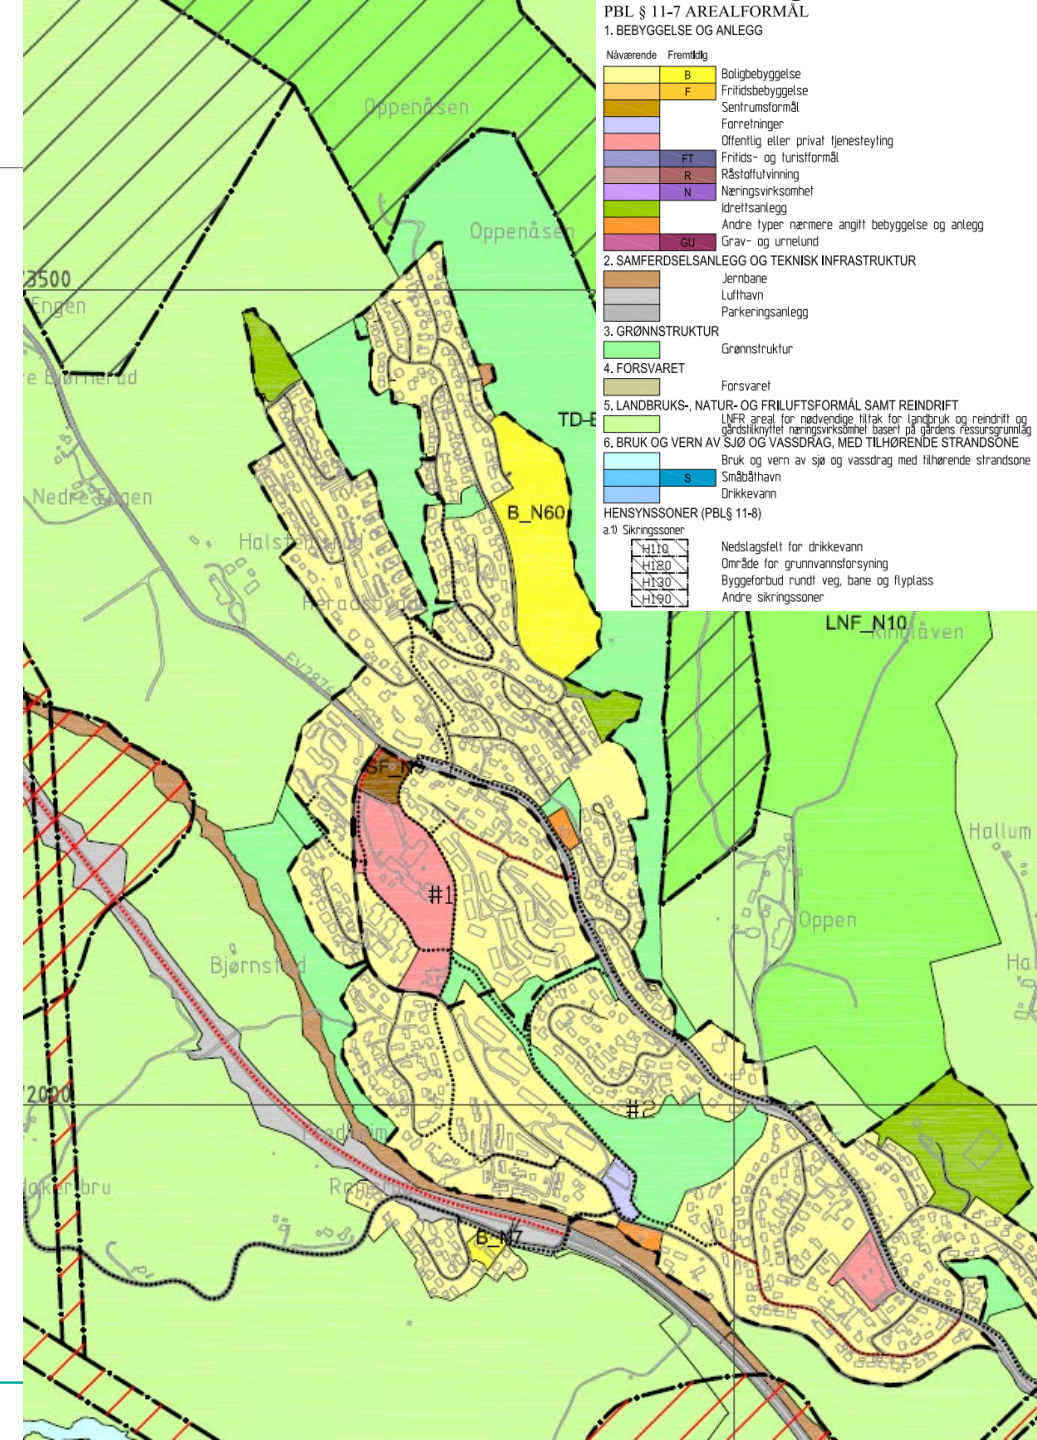 PBL § 11-7 AREALFORMÅL
1. BEBYGGELSE OG ANLEGG
Nåværende Fremtidig
B Boligbebyggelse
F Fritidsbebyggelse
Sentrumsformål
Forretninger
Offentlig eller privat tjenesteyting
FT Fritids- og turistformål
R Råstoffutvinning
N Næringsvirksomhet
Idrettsanlegg
Andre typer nærmere angitt bebyggelse og anlegg
GU Grav- og urnelund
2. SAMFERDSELSANLEGG OG TEKNISK INFRASTRUKTUR
Jernbane
Lufthavn
Parkeringsanlegg
3. GRØNNSTRUKTUR
Grønnstruktur
4. FORSVARET
Forsvaret
5. LANDBRUKS-, NATUR- OG FRILUFTSFORMÅL SAMT REINDRIFT
LNFR areal for nødvendige tiltak for landbruk og reindrift og
gårdstilknyttet næringsvirksomhet basert på gårdens ressursgrunnlag
6. BRUK OG VERN AV SJØ OG VASSDRAG, MED TILHØRENDE STRANDSONE
Bruk og vern av sjø og vassdrag med tilhørende strandsone
S Småbåthavn
Drikkevann
HENSYNSSONER (PBL§ 11-8)
a.1) Sikringssoner
H110 Nedslagsfelt for drikkevann
H120 Område for grunnvannsforsyning
H130 Byggeforbud rundt veg, bane og flyplass
H190 Andre sikringssoner
Oppenåsen
Oppenåsen
3500
Engen
re Bjørnerud
TD-E
Nedre Engen
B_N60
LNF_N10
FV2876
Hallum
#1
Oppen
Bjørnstad
Hal
2000
#2
B_N7